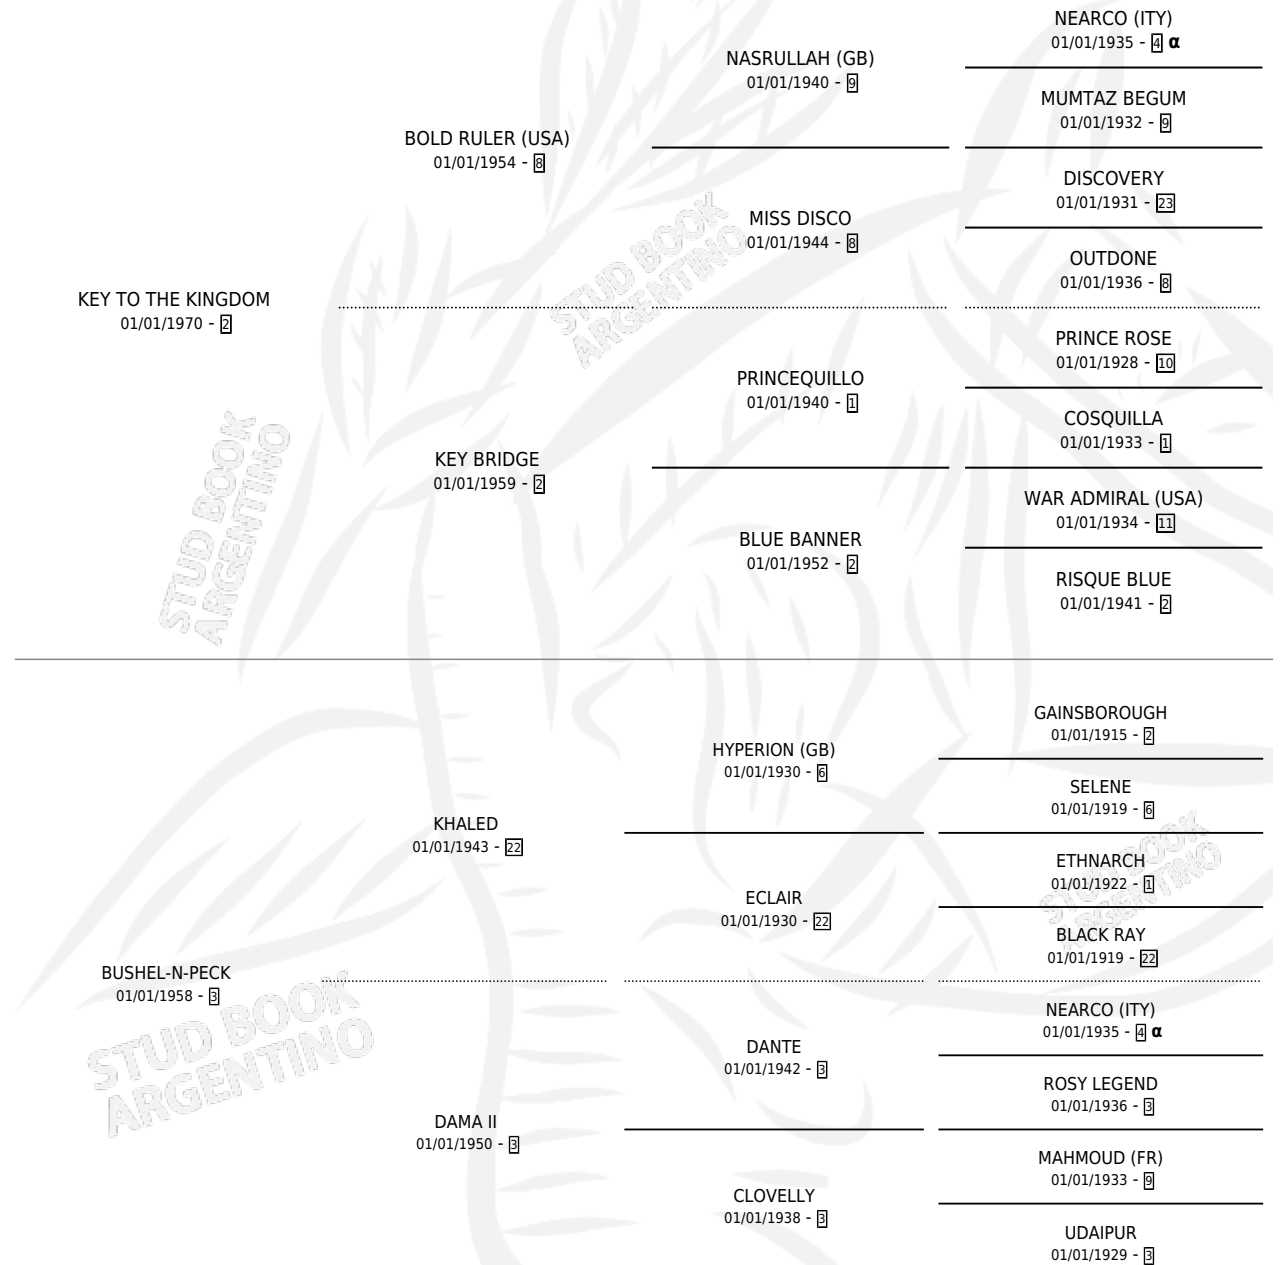 NEARCO (ITY)
01/01/1935 - 4 α
NASRULLAH (GB)
01/01/1940 - 9
MUMTAZ BEGUM
01/01/1932 - 9
BOLD RULER (USA)
01/01/1954 - 8
DISCOVERY
01/01/1931 - 23
MISS DISCO
01/01/1944 - 8
OUTDONE
01/01/1936 - 8
KEY TO THE KINGDOM
01/01/1970 - 2
PRINCE ROSE
01/01/1928 - 10
PRINCEQUILLO
01/01/1940 - 1
COSQUILLA
01/01/1933 - 1
KEY BRIDGE
01/01/1959 - 2
WAR ADMIRAL (USA)
01/01/1934 - 11
BLUE BANNER
01/01/1952 - 2
RISQUE BLUE
01/01/1941 - 2
GAINSBOROUGH
01/01/1915 - 2
HYPERION (GB)
01/01/1930 - 6
SELENE
01/01/1919 - 6
KHALED
01/01/1943 - 22
ETHNARCH
01/01/1922 - 1
ECLAIR
01/01/1930 - 22
BLACK RAY
01/01/1919 - 22
BUSHEL-N-PECK
01/01/1958 - 3
NEARCO (ITY)
01/01/1935 - 4 α
DANTE
01/01/1942 - 3
ROSY LEGEND
01/01/1936 - 3
DAMA II
01/01/1950 - 3
MAHMOUD (FR)
01/01/1933 - 9
CLOVELLY
01/01/1938 - 3
UDAIPUR
01/01/1929 - 3
STUD BOOK
ARGENTINO
STUD BOOK
ARGENTINO
STUD BOOK
ARGENTINO
STUD BOOK
ARGENTINO